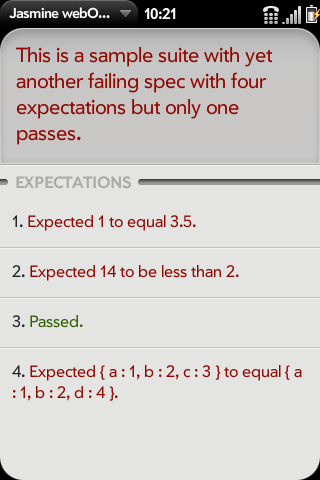 Jasmine webO... 10:21
This is a sample suite with yet
another failing spec with four
expectations but only one
passes.
EXPECTATIONS
1. Expected 1 to equal 3.5.
2. Expected 14 to be less than 2.
3. Passed.
4. Expected { a : 1, b : 2, c : 3 } to equal { a
: 1, b : 2, d : 4 }.